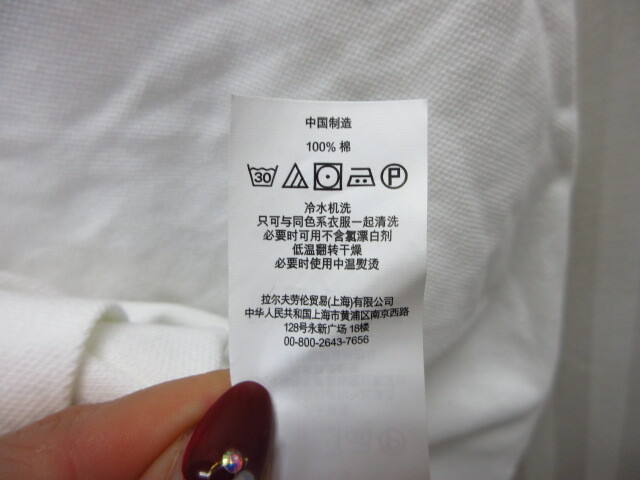 中国制造
100% 棉
30 P
冷水机洗
只可与同色系衣服一起清洗
必要时可用不含氯漂白剂
低温翻转干燥
必要时使用中温熨烫
拉尔夫劳伦贸易(上海)有限公司
中华人民共和国上海市黄浦区南京西路
128号永新广场 18楼
00-800-2643-7656